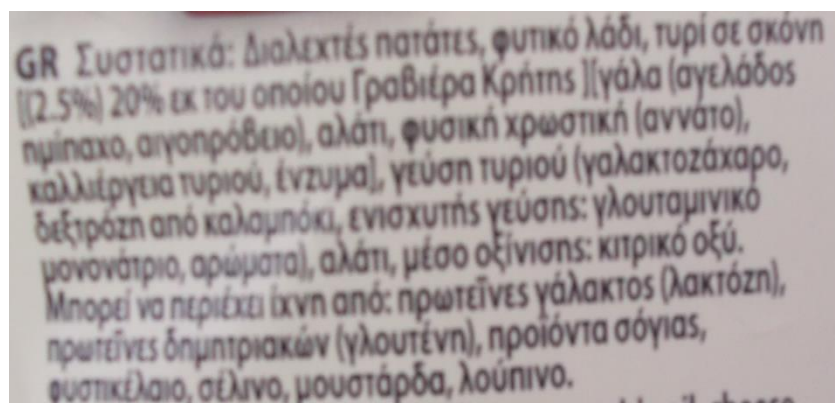 GR Συστατικά: Διαλεχτές πατάτες, φυτικό λάδι, τυρί σε σκόνη
[(2.5%) 20% εκ του οποίου Γραβιέρα Κρήτης ][γάλα (αγελάδος
ημίπαχο, αιγοπρόβειο), αλάτι, φυσική χρωστική (αννάτο),
καλλιέργεια τυριού, ένζυμα], γεύση τυριού (γαλακτοζάχαρο,
δεξτρόζη από καλαμπόκι, ενισχυτής γεύσης: γλουταμινικό
μονονάτριο, αρώματα), αλάτι, μέσο οξίνισης: κιτρικό οξύ.
Μπορεί να περιέχει ίχνη από: πρωτεΐνες γάλακτος (λακτόζη),
πρωτεΐνες δημητριακών (γλουτένη), προϊόντα σόγιας,
φυστικέλαιο, σέλινο, μουστάρδα, λούπινο.
cheese